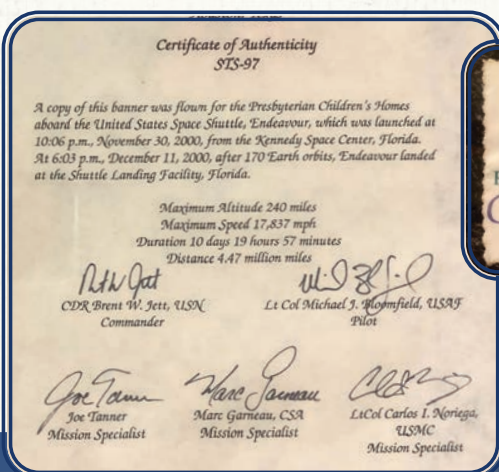 Certificate of Authenticity
STS-97
A copy of this banner was flown for the Presbyterian Children's Homes
aboard the United States Space Shuttle, Endeavour, which was launched at
10:06 p.m., November 30, 2000, from the Kennedy Space Center, Florida.
At 6:03 p.m., December 11, 2000, after 170 Earth orbits, Endeavour landed
at the Shuttle Landing Facility, Florida.
Maximum Altitude 240 miles
Maximum Speed 17,837 mph
Duration 10 days 19 hours 57 minutes
Distance 4.47 million miles
CDR Brent W. Jett, USN
Commander
Lt Col Michael J. Bloomfield, USAF
Pilot
Joe Tanner
Joe Tanner
Mission Specialist
Marc Garneau
Marc Garneau, CSA
Mission Specialist
LtCol Carlos I. Noriega,
USMC
Mission Specialist